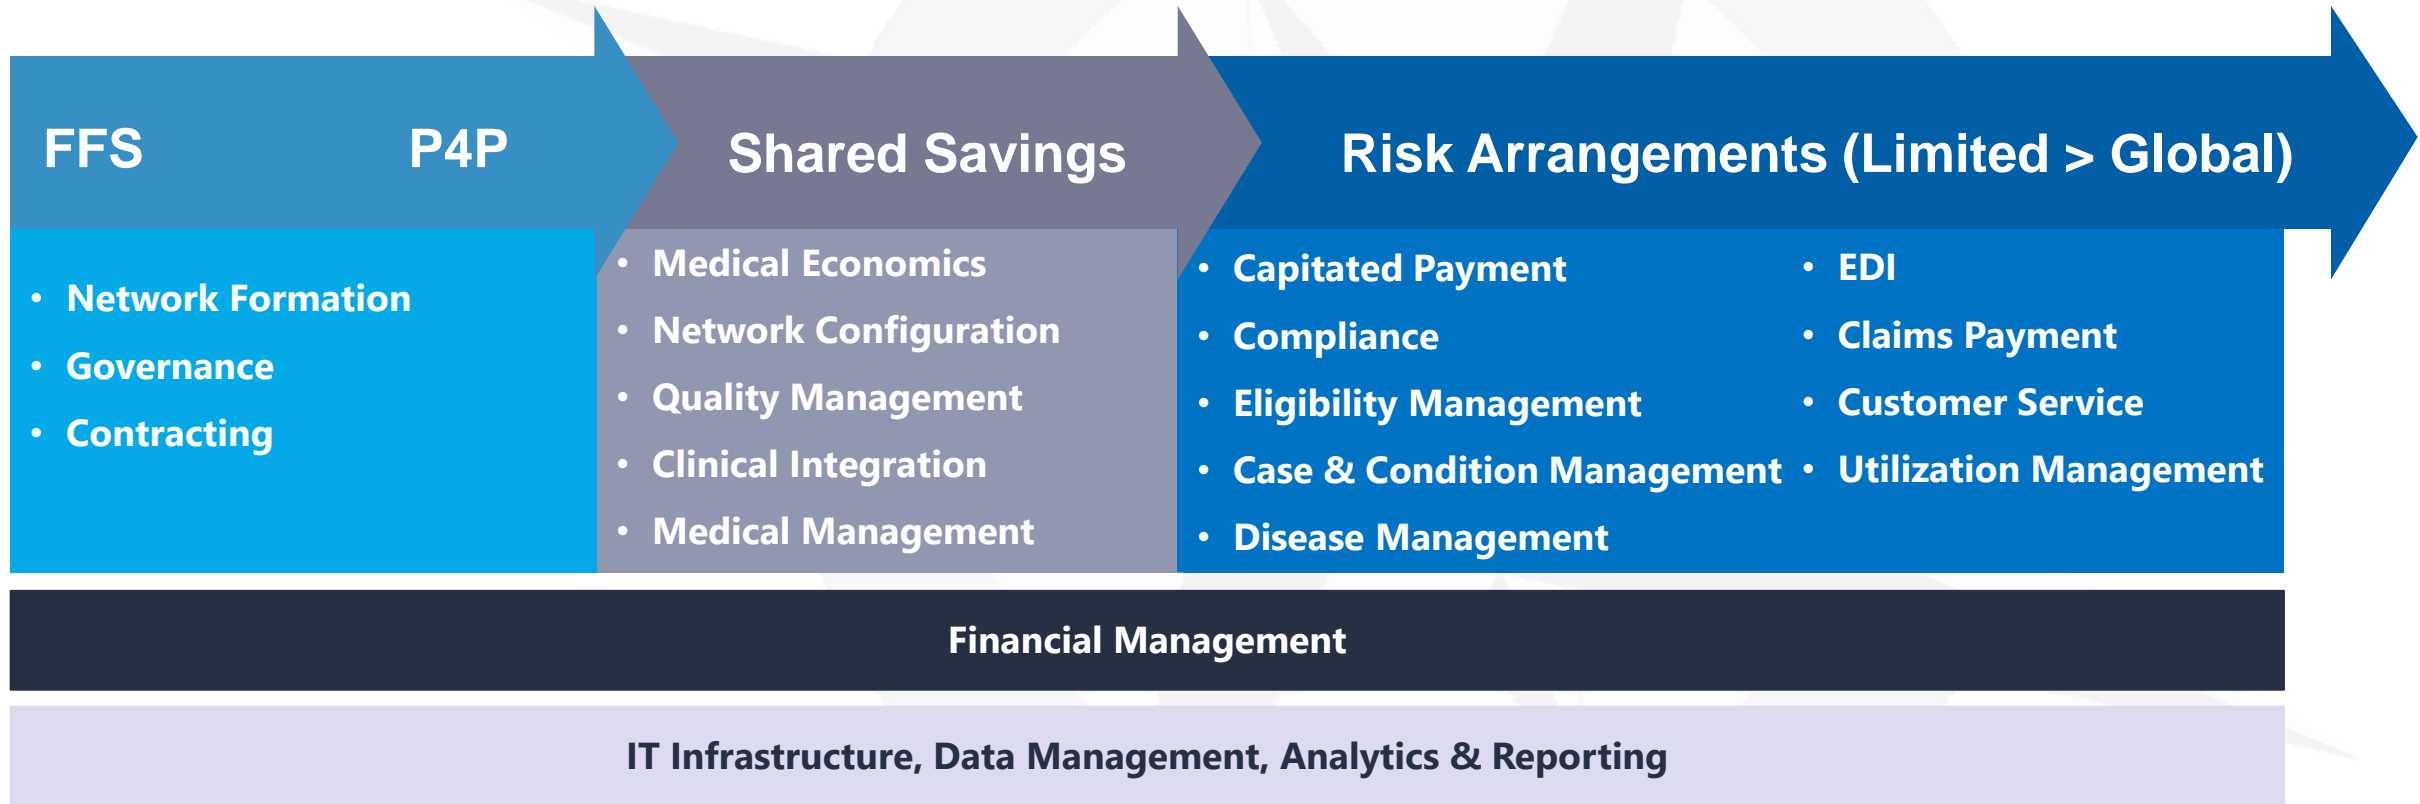 FFS P4P
Shared Savings
Risk Arrangements (Limited > Global)
• Network Formation
• Governance
• Contracting
• Medical Economics
• Network Configuration
• Quality Management
• Clinical Integration
• Medical Management
• Capitated Payment
• Compliance
• Eligibility Management
• Case & Condition Management
• Disease Management
• EDI
• Claims Payment
• Customer Service
• Utilization Management
Financial Management
IT Infrastructure, Data Management, Analytics & Reporting